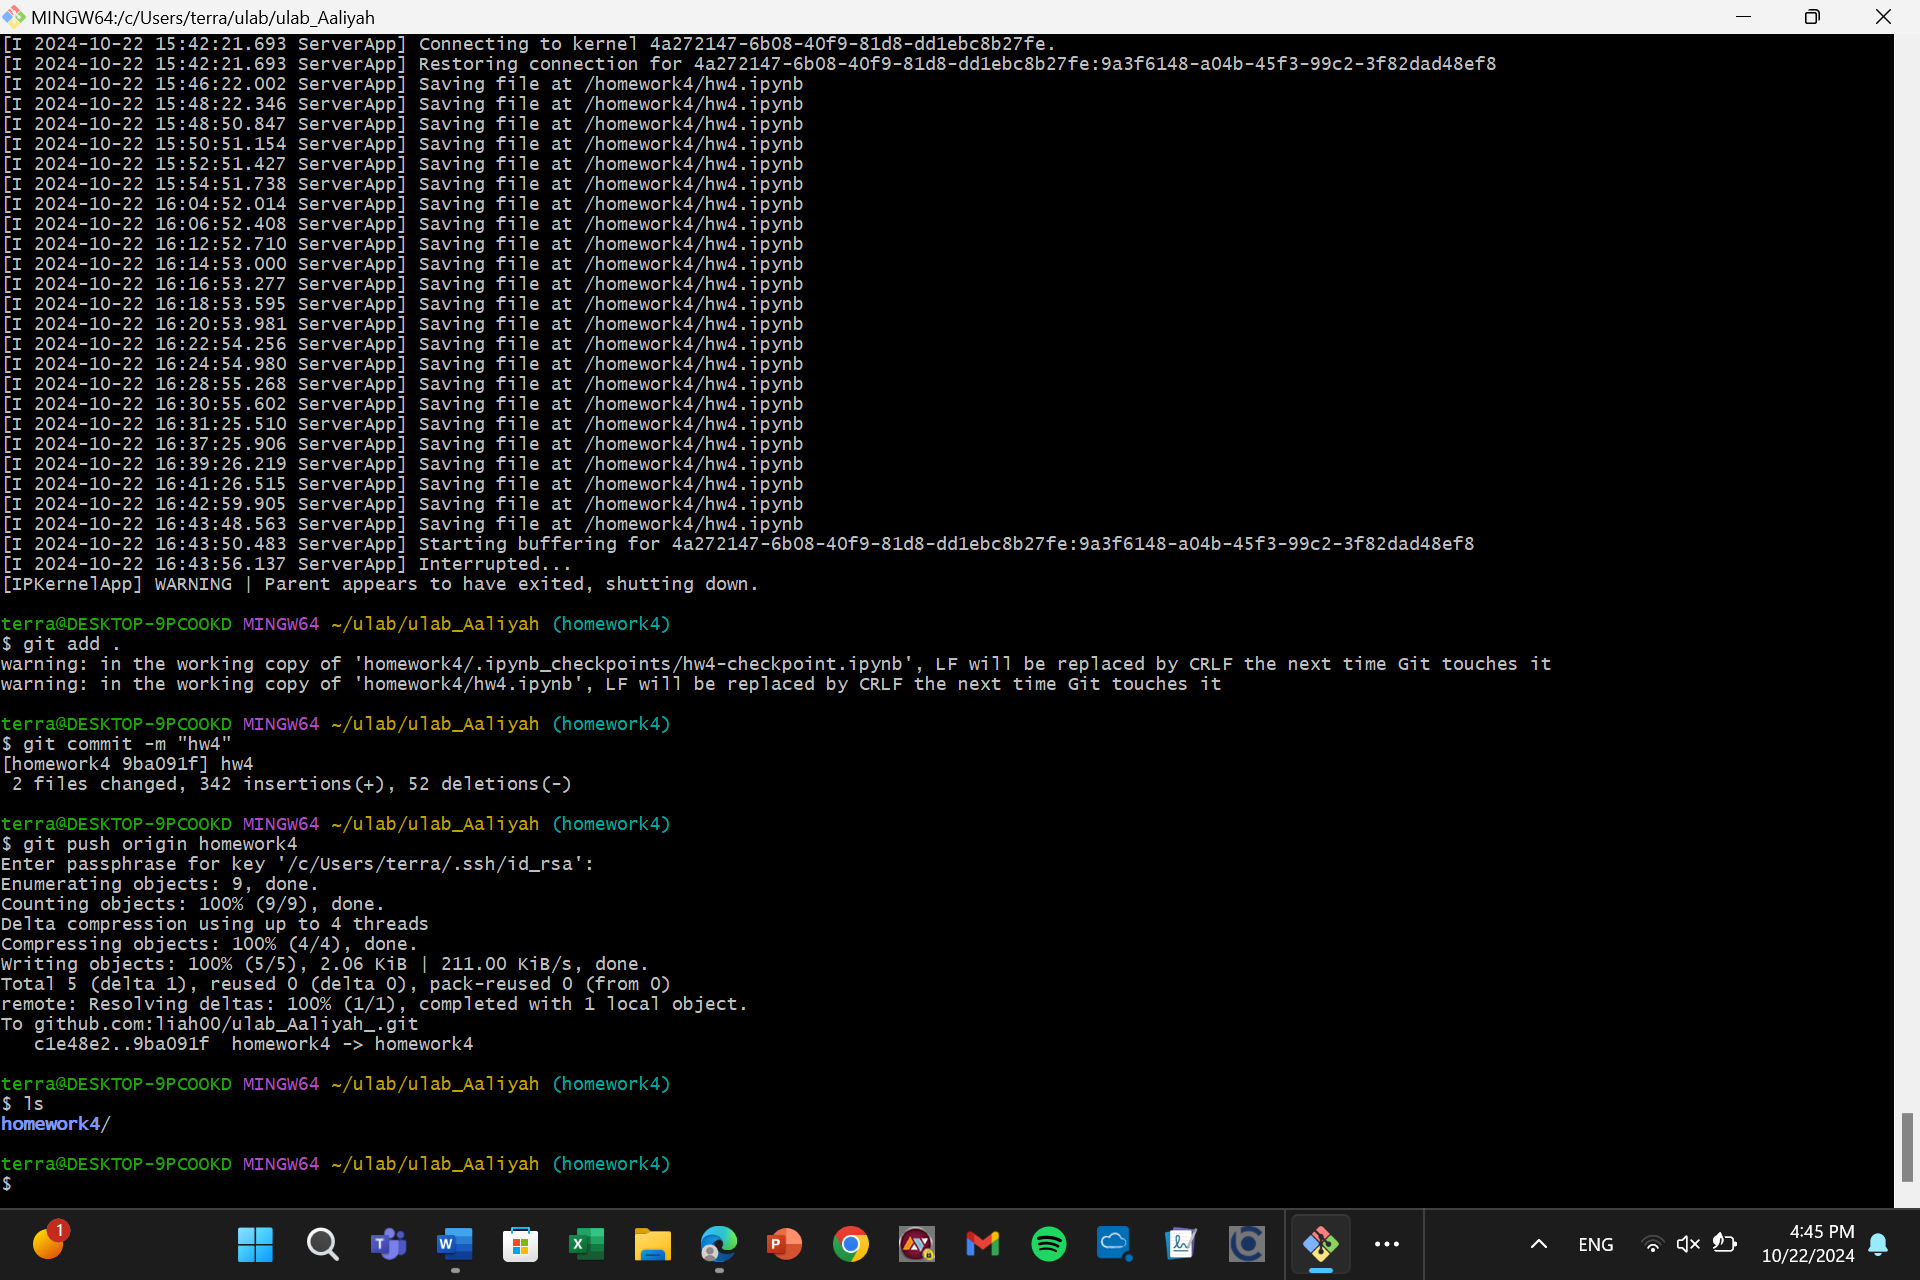 MINGW64:/c/Users/terra/ulab/ulab_Aaliyah
[I 2024-10-22 15:42:21.693 ServerApp] Connecting to kernel 4a272147-6b08-40f9-81d8-dd1ebc8b27fe.
[I 2024-10-22 15:42:21.693 ServerApp] Restoring connection for 4a272147-6b08-40f9-81d8-dd1ebc8b27fe:9a3f6148-a04b-45f3-99c2-3f82dad48ef8
[I 2024-10-22 15:46:22.002 ServerApp] Saving file at /homework4/hw4.ipynb
[I 2024-10-22 15:48:22.346 ServerApp] Saving file at /homework4/hw4.ipynb
[I 2024-10-22 15:48:50.847 ServerApp] Saving file at /homework4/hw4.ipynb
[I 2024-10-22 15:50:51.154 ServerApp] Saving file at /homework4/hw4.ipynb
[I 2024-10-22 15:52:51.427 ServerApp] Saving file at /homework4/hw4.ipynb
[I 2024-10-22 15:54:51.738 ServerApp] Saving file at /homework4/hw4.ipynb
[I 2024-10-22 16:04:52.014 ServerApp] Saving file at /homework4/hw4.ipynb
[I 2024-10-22 16:06:52.408 ServerApp] Saving file at /homework4/hw4.ipynb
[I 2024-10-22 16:12:52.710 ServerApp] Saving file at /homework4/hw4.ipynb
[I 2024-10-22 16:14:53.000 ServerApp] Saving file at /homework4/hw4.ipynb
[I 2024-10-22 16:16:53.277 ServerApp] Saving file at /homework4/hw4.ipynb
[I 2024-10-22 16:18:53.595 ServerApp] Saving file at /homework4/hw4.ipynb
[I 2024-10-22 16:20:53.981 ServerApp] Saving file at /homework4/hw4.ipynb
[I 2024-10-22 16:22:54.256 ServerApp] Saving file at /homework4/hw4.ipynb
[I 2024-10-22 16:24:54.980 ServerApp] Saving file at /homework4/hw4.ipynb
[I 2024-10-22 16:28:55.268 ServerApp] Saving file at /homework4/hw4.ipynb
[I 2024-10-22 16:30:55.602 ServerApp] Saving file at /homework4/hw4.ipynb
[I 2024-10-22 16:31:25.510 ServerApp] Saving file at /homework4/hw4.ipynb
[I 2024-10-22 16:37:25.906 ServerApp] Saving file at /homework4/hw4.ipynb
[I 2024-10-22 16:39:26.219 ServerApp] Saving file at /homework4/hw4.ipynb
[I 2024-10-22 16:41:26.515 ServerApp] Saving file at /homework4/hw4.ipynb
[I 2024-10-22 16:42:59.905 ServerApp] Saving file at /homework4/hw4.ipynb
[I 2024-10-22 16:43:48.563 ServerApp] Saving file at /homework4/hw4.ipynb
[I 2024-10-22 16:43:50.483 ServerApp] Starting buffering for 4a272147-6b08-40f9-81d8-dd1ebc8b27fe:9a3f6148-a04b-45f3-99c2-3f82dad48ef8
[I 2024-10-22 16:43:56.137 ServerApp] Interrupted...
[IPKernelApp] WARNING | Parent appears to have exited, shutting down.
terra@DESKTOP-9PCOOKD MINGW64 ~/ulab/ulab_Aaliyah (homework4)
$ git add .
warning: in the working copy of 'homework4/.ipynb_checkpoints/hw4-checkpoint.ipynb', LF will be replaced by CRLF the next time Git touches it
warning: in the working copy of 'homework4/hw4.ipynb', LF will be replaced by CRLF the next time Git touches it
terra@DESKTOP-9PCOOKD MINGW64 ~/ulab/ulab_Aaliyah (homework4)
$ git commit -m "hw4"
[homework4 9ba091f] hw4
2 files changed, 342 insertions(+), 52 deletions(-)
terra@DESKTOP-9PCOOKD MINGW64 ~/ulab/ulab_Aaliyah (homework4)
$ git push origin homework4
Enter passphrase for key '/c/Users/terra/.ssh/id_rsa':
Enumerating objects: 9, done.
Counting objects: 100% (9/9), done.
Delta compression using up to 4 threads
Compressing objects: 100% (4/4), done.
Writing objects: 100% (5/5), 2.06 KiB | 211.00 KiB/s, done.
Total 5 (delta 1), reused 0 (delta 0), pack-reused 0 (from 0)
remote: Resolving deltas: 100% (1/1), completed with 1 local object.
To github.com:liah00/ulab_Aaliyah_.git
c1e48e2..9ba091f  homework4 -> homework4
terra@DESKTOP-9PCOOKD MINGW64 ~/ulab/ulab_Aaliyah (homework4)
$ ls
homework4/
terra@DESKTOP-9PCOOKD MINGW64 ~/ulab/ulab_Aaliyah (homework4)
$
1
ENG
4:45 PM
10/22/2024